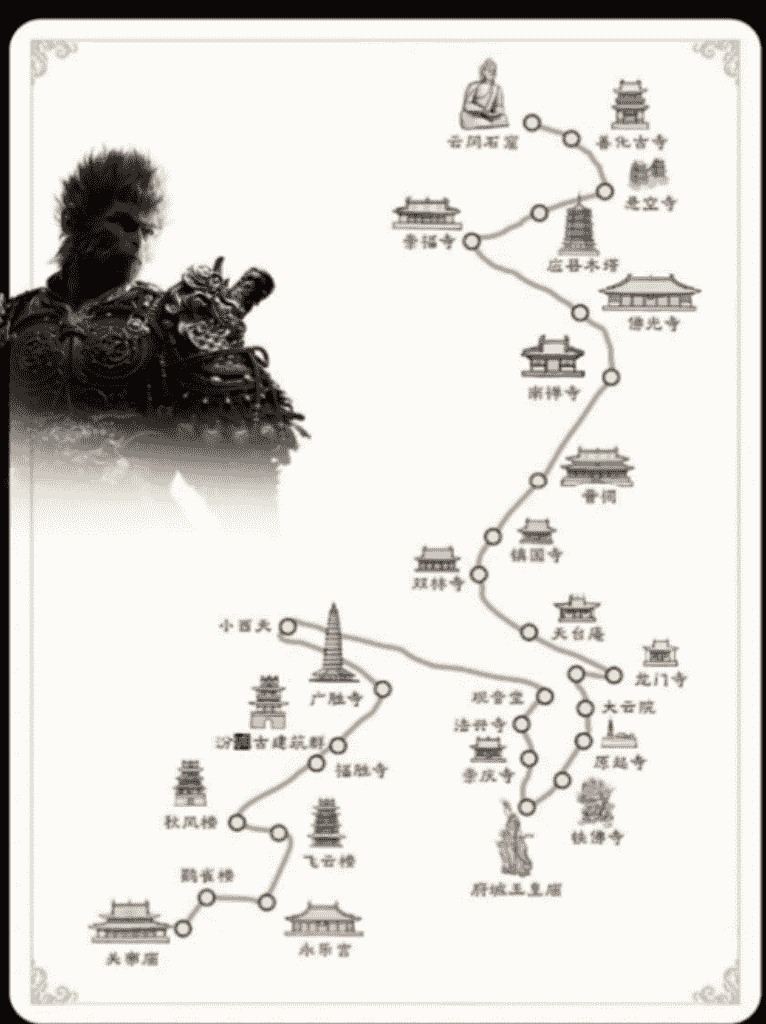 云冈石窟
善化古寺
悬空寺
崇福寺
应县木塔
佛光寺
南禅寺
晋祠
镇国寺
双林寺
天台庵
小西天
北门寺
广胜寺
观音堂
大云院
法兴寺
古建筑群
原起寺
崇庆寺
福胜寺
秋风楼
铁佛寺
飞云楼
鹳雀楼
府城玉皇庙
永乐宫
关帝庙